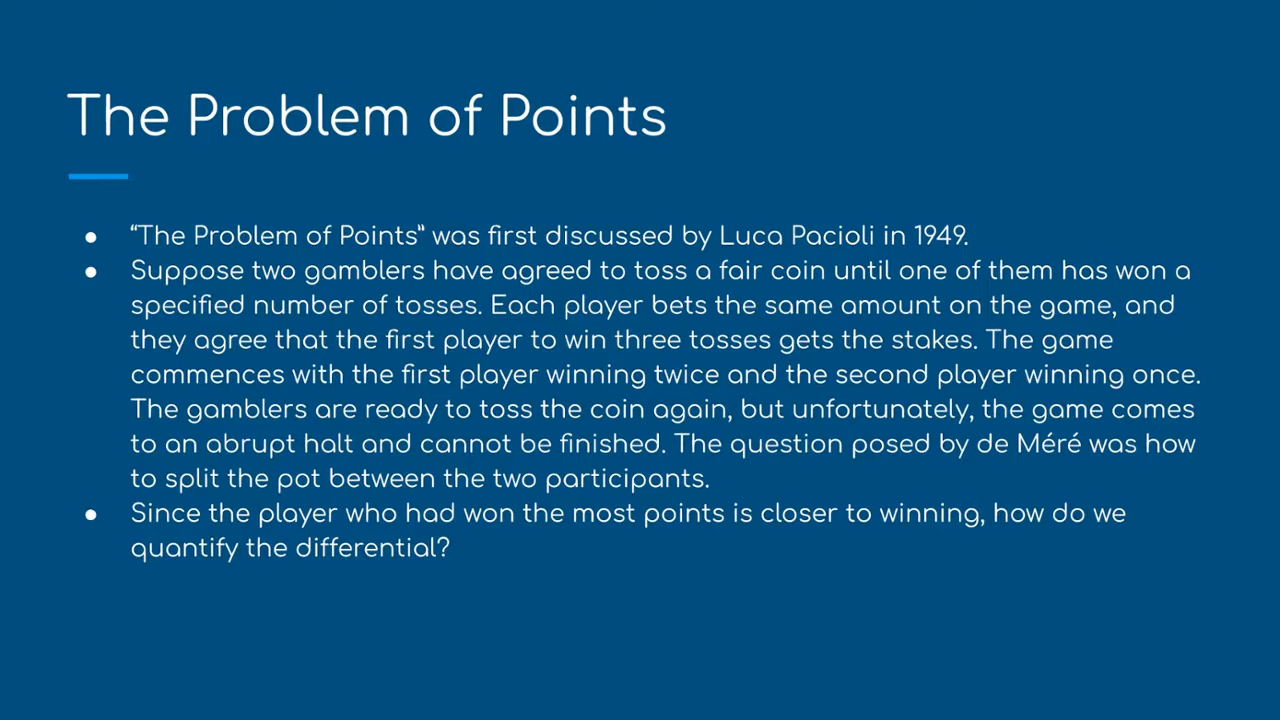 The Problem of Points
● “The Problem of Points” was first discussed by Luca Pacioli in 1949.
● Suppose two gamblers have agreed to toss a fair coin until one of them has won a
specified number of tosses. Each player bets the same amount on the game, and
they agree that the first player to win three tosses gets the stakes. The game
commences with the first player winning twice and the second player winning once.
The gamblers are ready to toss the coin again, but unfortunately, the game comes
to an abrupt halt and cannot be finished. The question posed by de Méré was how
to split the pot between the two participants.
● Since the player who had won the most points is closer to winning, how do we
quantify the differential?